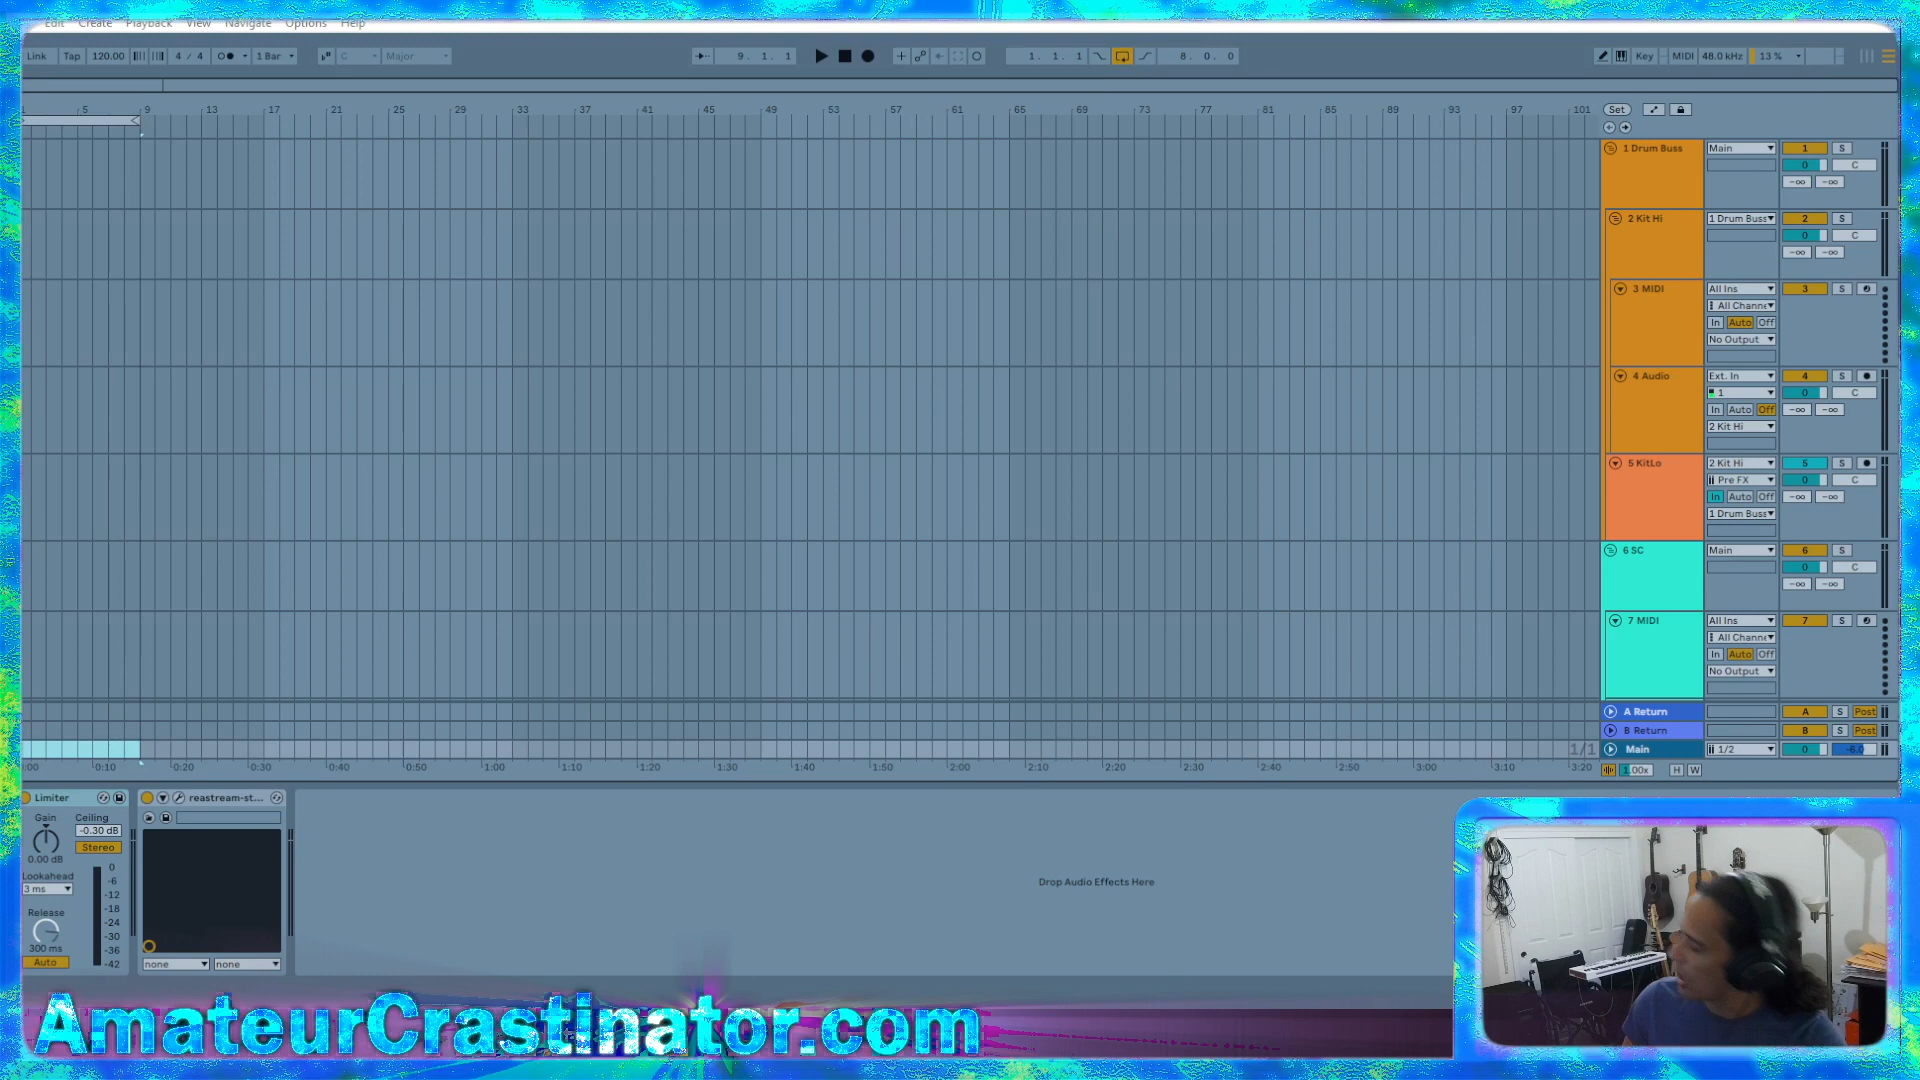 Edit Create Playback View Navigate Options Help
Link Tap 120.00 4 / 4 1 Bar C Major 9. 1. 1 1. 1. 1 8. 0. 0 Key MIDI 48.0 kHz 13 %
5 9 13 17 21 25 29 33 37 41 45 49 53 57 61 65 69 73 77 81 85 89 93 97 101 Set
1 Drum Buss Main 1 S
0 C
-∞ -∞
2 Kit Hi 1 Drum Buss 2 S
0 C
-∞ -∞
3 MIDI All Ins 3 S
All Channe
In Auto Off
No Output
4 Audio Ext. In 4 S
1 0 C
In Auto Off -∞ -∞
2 Kit Hi
5 KitLo 2 Kit Hi 5 S
Pre FX 0 C
In Auto Off -∞ -∞
1 Drum Buss
6 SC Main 6 S
0 C
-∞ -∞
7 MIDI All Ins 7 S
All Channe
In Auto Off
No Output
A Return A S Post
B Return B S Post
1/1 Main 1/2 0 -6.0
:00 0:10 0:20 0:30 0:40 0:50 1:00 1:10 1:20 1:30 1:40 1:50 2:00 2:10 2:20 2:30 2:40 2:50 3:00 3:10 3:20 1.00x H W
Limiter reastream-st...
Gain Ceiling
-0.30 dB
Stereo
0.00 dB
0
Lookahead -6
3 ms -12
-18
Release -24
-30
300 ms -36
Auto -42
none none
Drop Audio Effects Here
AmateurCrastinator.com